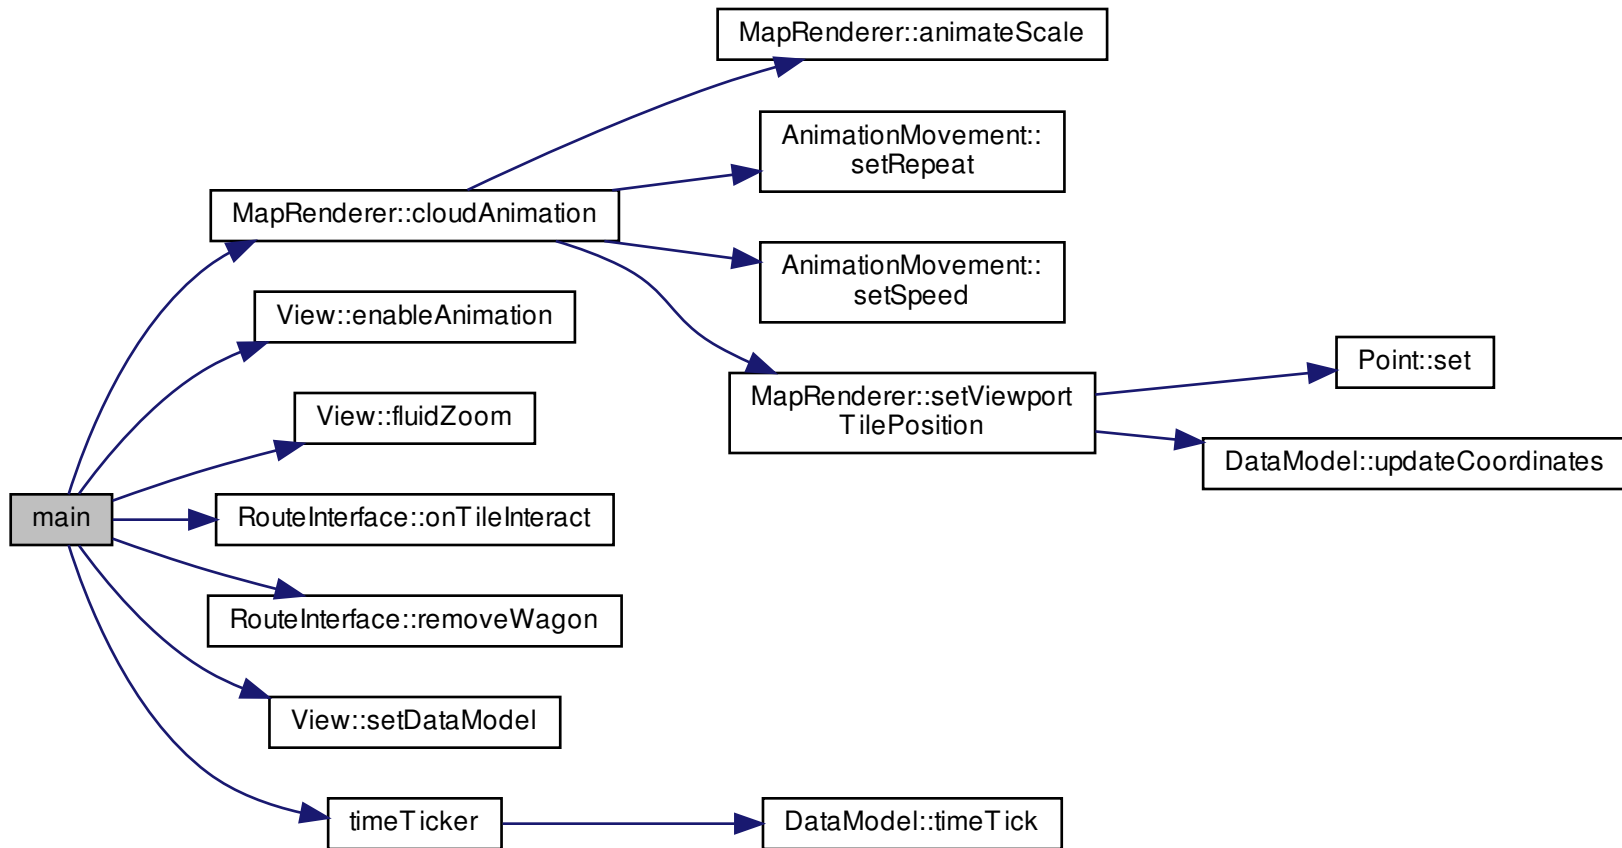 MapRenderer::animateScale
AnimationMovement::
setRepeat
MapRenderer::cloudAnimation
AnimationMovement::
setSpeed
View::enableAnimation
Point::set
MapRenderer::setViewport
TilePosition
View::fluidZoom
DataModel::updateCoordinates
main
RouteInterface::onTileInteract
RouteInterface::removeWagon
View::setDataModel
timeTicker
DataModel::timeTick